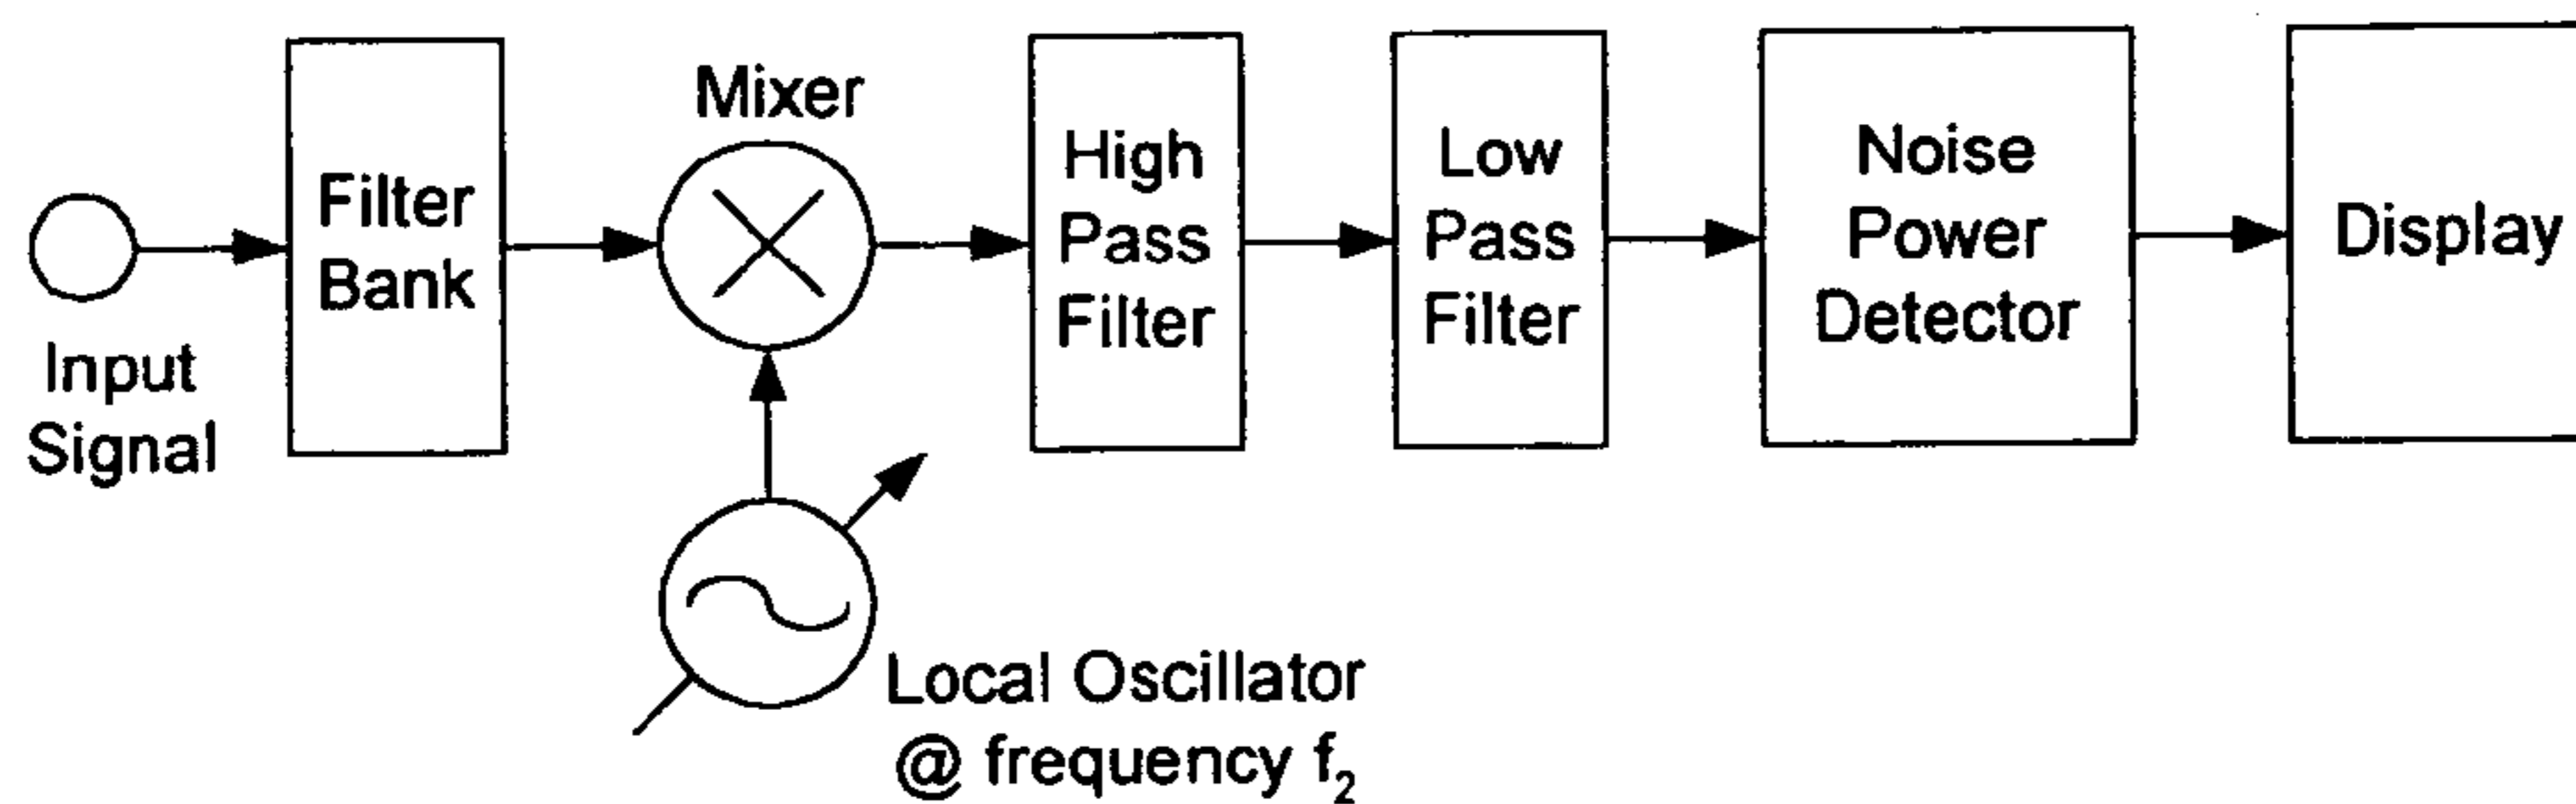 Input
Signal
Filter
Bank
Mixer
Local Oscillator
@ frequency f₂
High
Pass
Filter
Low
Pass
Filter
Noise
Power
Detector
Display